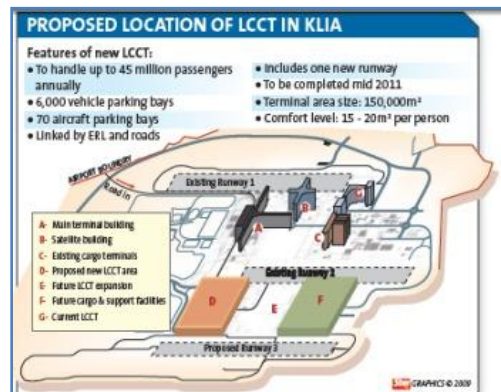 PROPOSED LOCATION OF LCCT IN KLIA
Features of new LCCT:
• To handle up to 45 million passengers
annually
• 6,000 vehicle parking bays
• 70 aircraft parking bays
• Linked by ERL and roads
• Includes one new runway
• To be completed mid 2011
• Terminal area size: 150,000m²
• Comfort level: 15 - 20m² per person
AIRPORT BOUNDARY
Road in
Existing Runway 1
A
B
G
C
A- Main terminal building
B- Satellite building
C- Existing cargo terminals
D- Proposed new LCCT area
E- Future LCCT expansion
F- Future cargo & support facilities
G- Current LCCT
Existing Runway 2
D
E
F
Proposed Runway 3
GRAPHICS © 2009